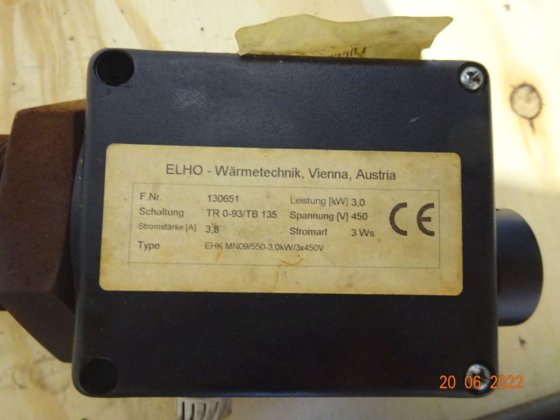 ELHO - Wärmetechnik, Vienna, Austria
F.Nr. 130651 Leistung [kW] 3,0
Schaltung TR 0-93/TB 135 Spannung [V] 450
Stromstärke [A] 3,8 Stromart 3 Ws
Type EHK MN09/550-3,0kW/3x450V
CE
20 06 2022